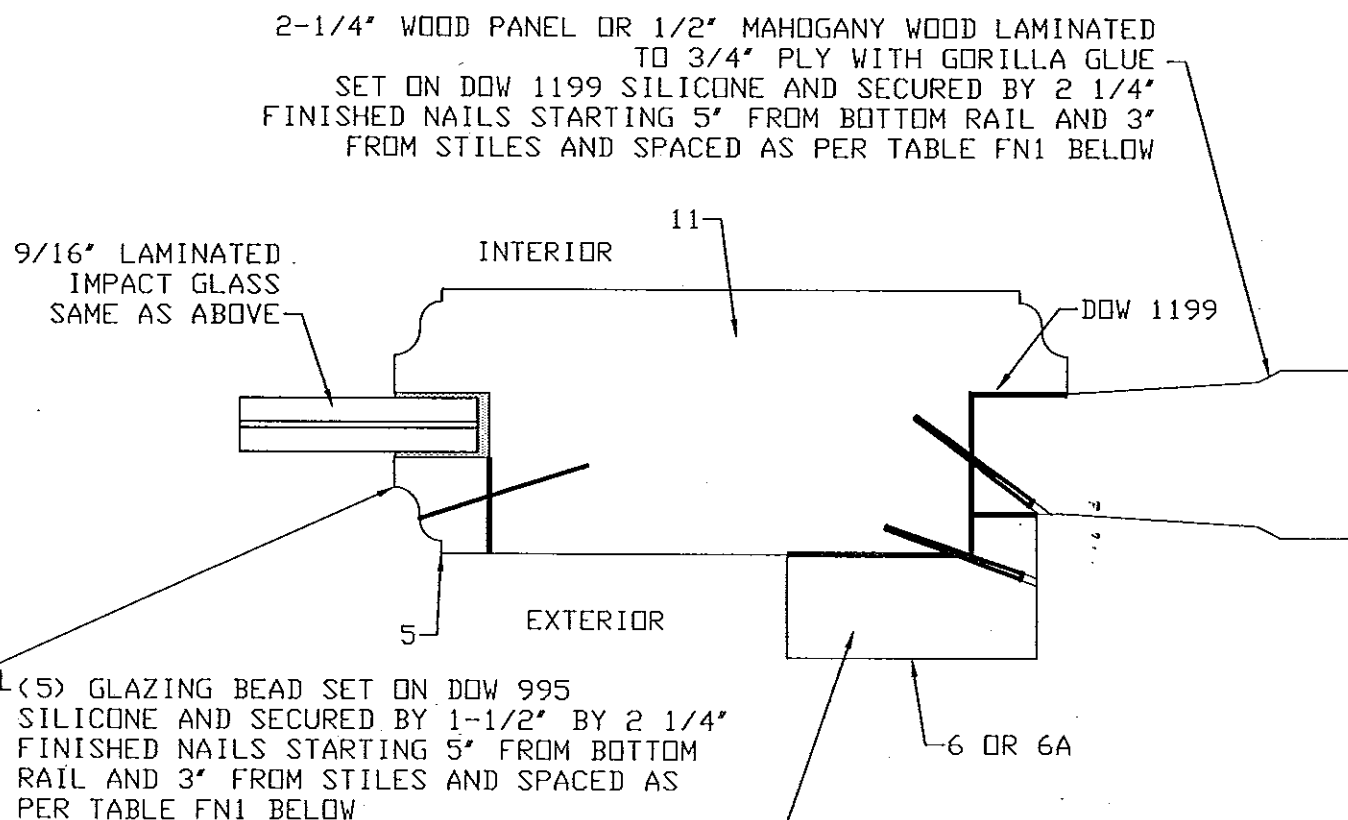 2-1/4" WOOD PANEL OR 1/2" MAHOGANY WOOD LAMINATED
TO 3/4" PLY WITH GORILLA GLUE
SET ON DOW 1199 SILICONE AND SECURED BY 2 1/4"
FINISHED NAILS STARTING 5" FROM BOTTOM RAIL AND 3"
FROM STILES AND SPACED AS PER TABLE FN1 BELOW
11
INTERIOR
9/16" LAMINATED
IMPACT GLASS
SAME AS ABOVE
DOW 1199
5
EXTERIOR
6 OR 6A
(5) GLAZING BEAD SET ON DOW 995
SILICONE AND SECURED BY 1-1/2" BY 2 1/4"
FINISHED NAILS STARTING 5" FROM BOTTOM
RAIL AND 3" FROM STILES AND SPACED AS
PER TABLE FN1 BELOW